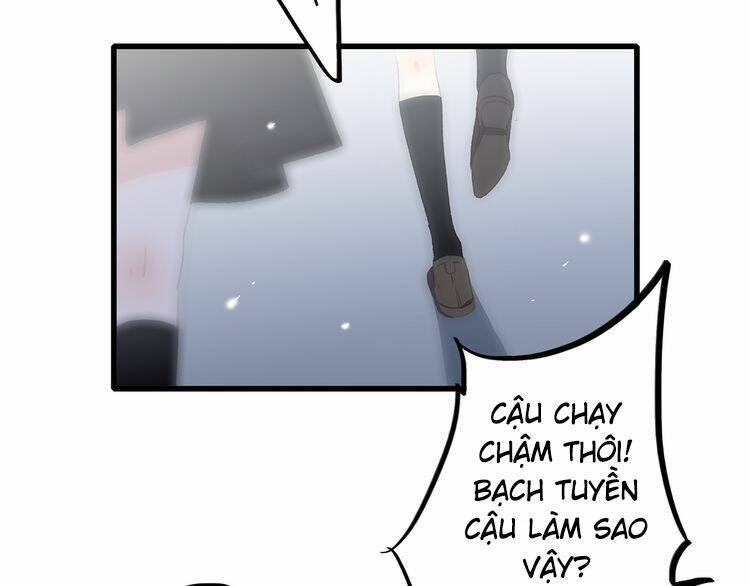 CẬU CHẠY
CHẬM THÔI!
BẠCH TUYỀN
CẬU LÀM SAO
VẬY?